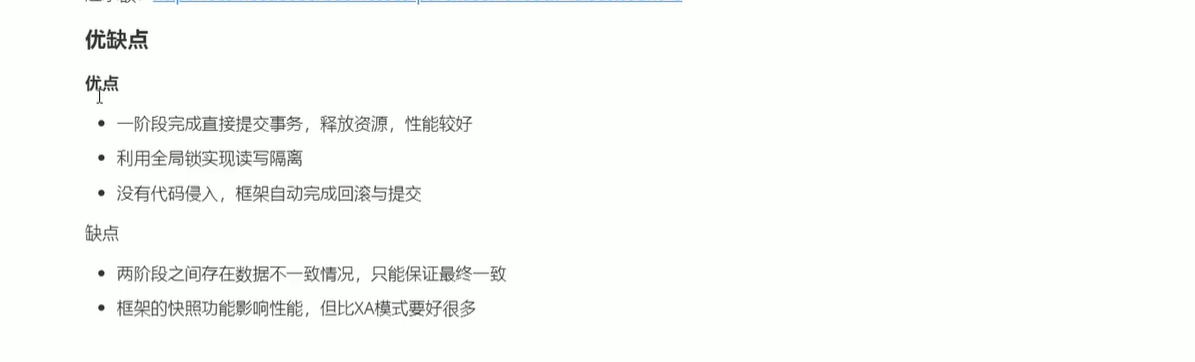 优缺点
优点
一阶段完成直接提交事务，释放资源，性能较好
利用全局锁实现读写隔离
没有代码侵入，框架自动完成回滚与提交
缺点
两阶段之间存在数据不一致情况，只能保证最终一致
框架的快照功能影响性能，但比XA模式要好很多